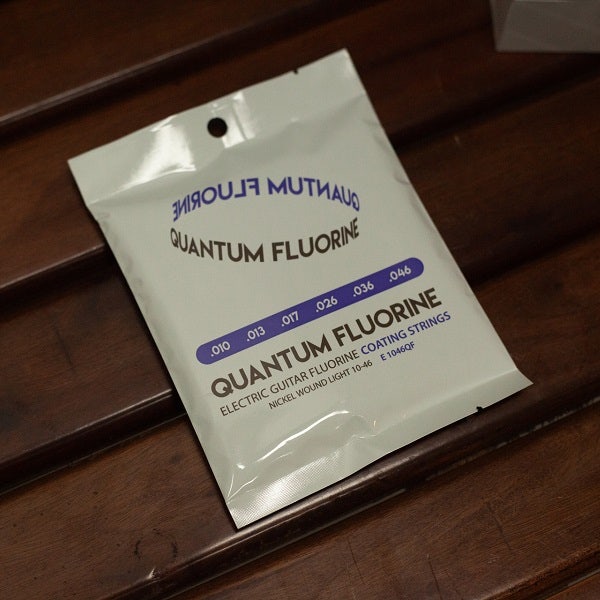 QUANTUM FLUORINE
QUANTUM FLUORINE
.010 .013 .017 .026 .036 .046
QUANTUM FLUORINE
ELECTRIC GUITAR FLUORINE COATING STRINGS
NICKEL WOUND LIGHT 10-46 E 1046QF